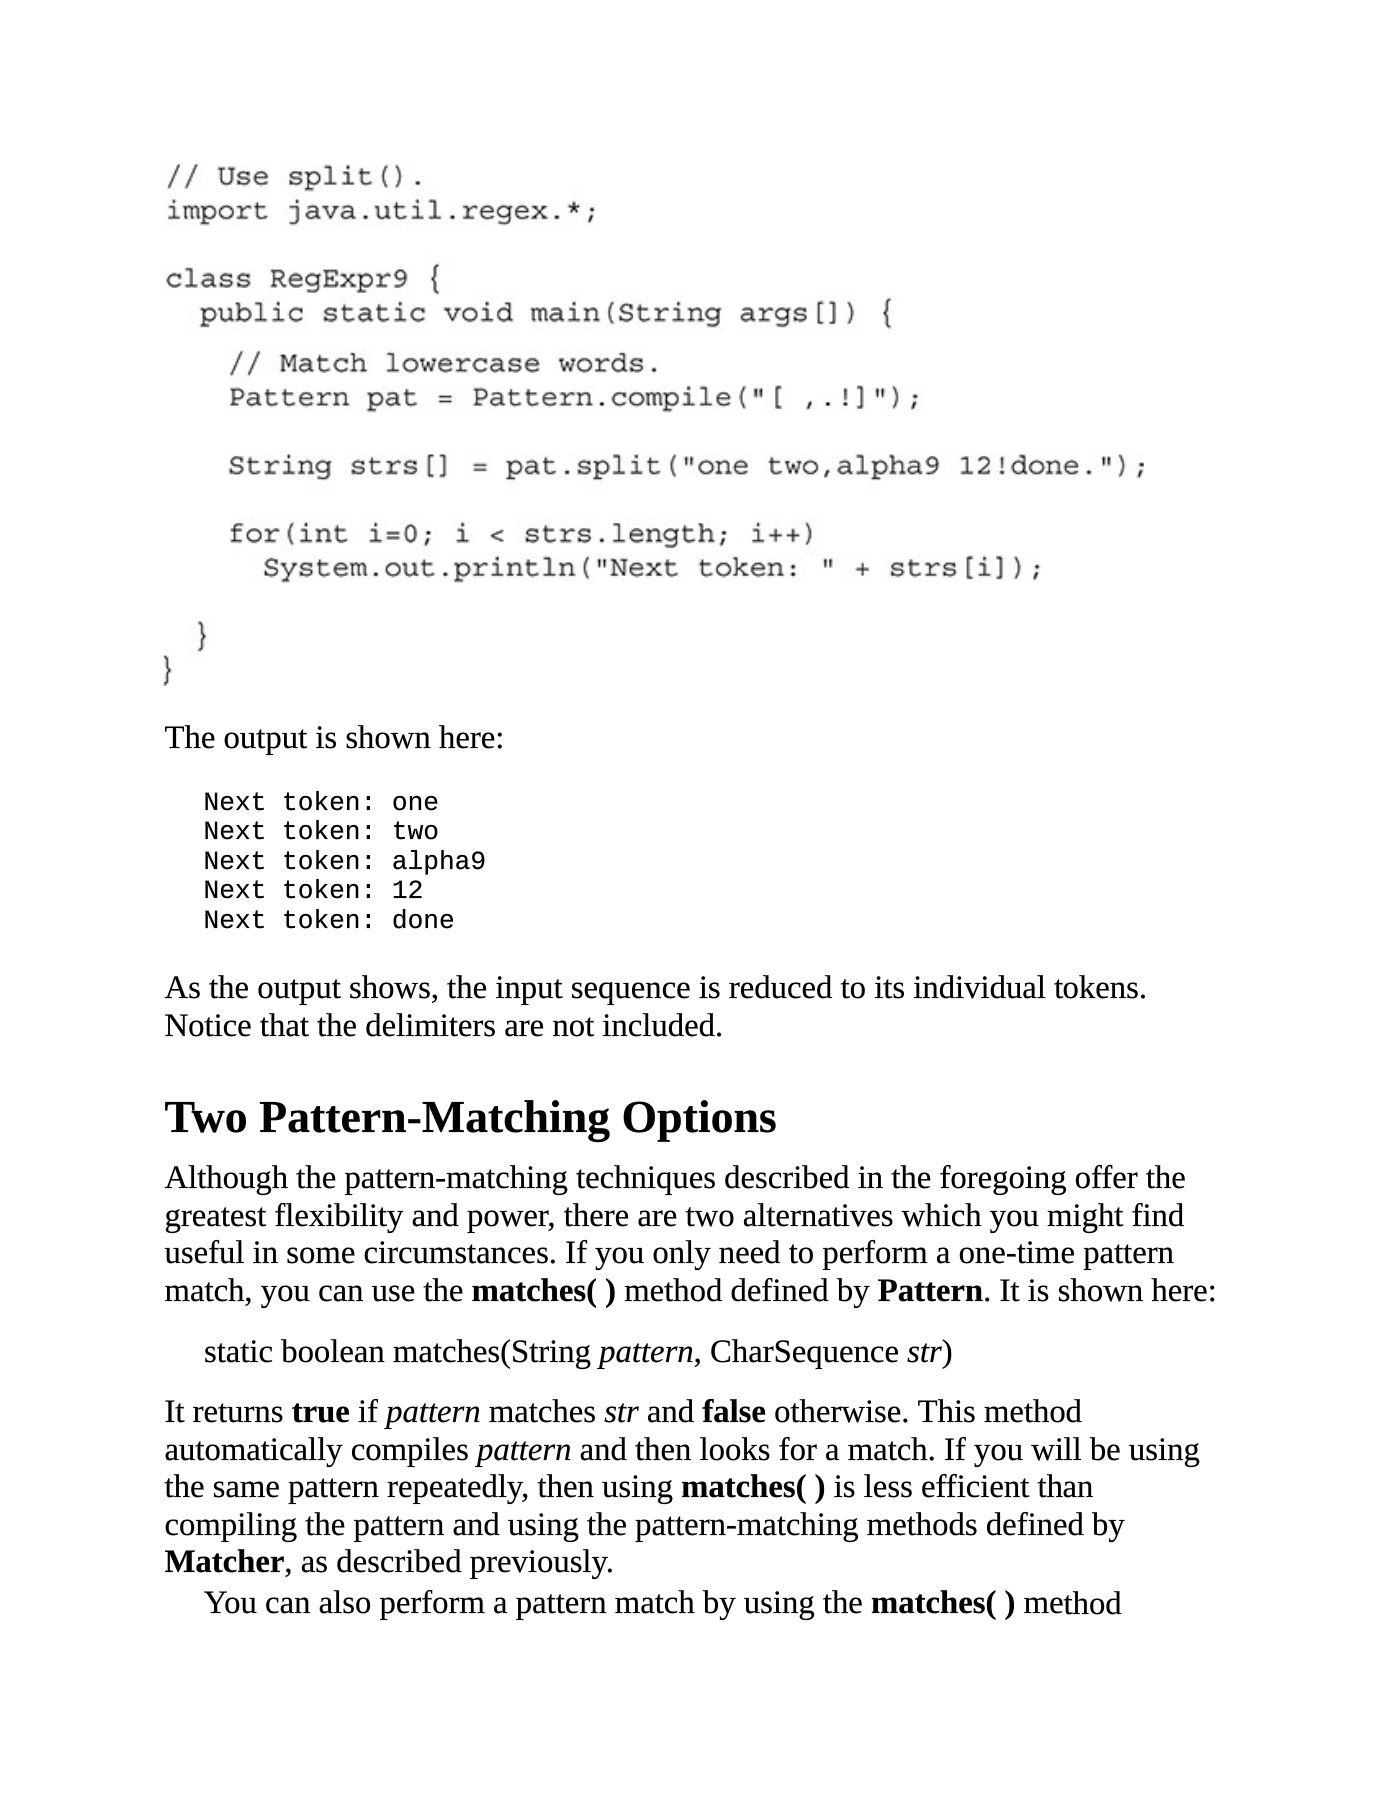 // Use split().
import java.util.regex.*;
class RegExpr9 {
public static void main(String args[]) {
// Match lowercase words.
Pattern pat = Pattern.compile("[ ,.!]");
String strs[] = pat.split("one two,alpha9 12!done.");
for(int i=0; i < strs.length; i++)
System.out.println("Next token: " + strs[i]);
}
}
The output is shown here:
Next token: one
Next token: two
Next token: alpha9
Next token: 12
Next token: done
As the output shows, the input sequence is reduced to its individual tokens.
Notice that the delimiters are not included.
Two Pattern-Matching Options
Although the pattern-matching techniques described in the foregoing offer the
greatest flexibility and power, there are two alternatives which you might find
useful in some circumstances. If you only need to perform a one-time pattern
match, you can use the matches( ) method defined by Pattern. It is shown here:
static boolean matches(String pattern, CharSequence str)
It returns true if pattern matches str and false otherwise. This method
automatically compiles pattern and then looks for a match. If you will be using
the same pattern repeatedly, then using matches( ) is less efficient than
compiling the pattern and using the pattern-matching methods defined by
Matcher, as described previously.
You can also perform a pattern match by using the matches( ) method